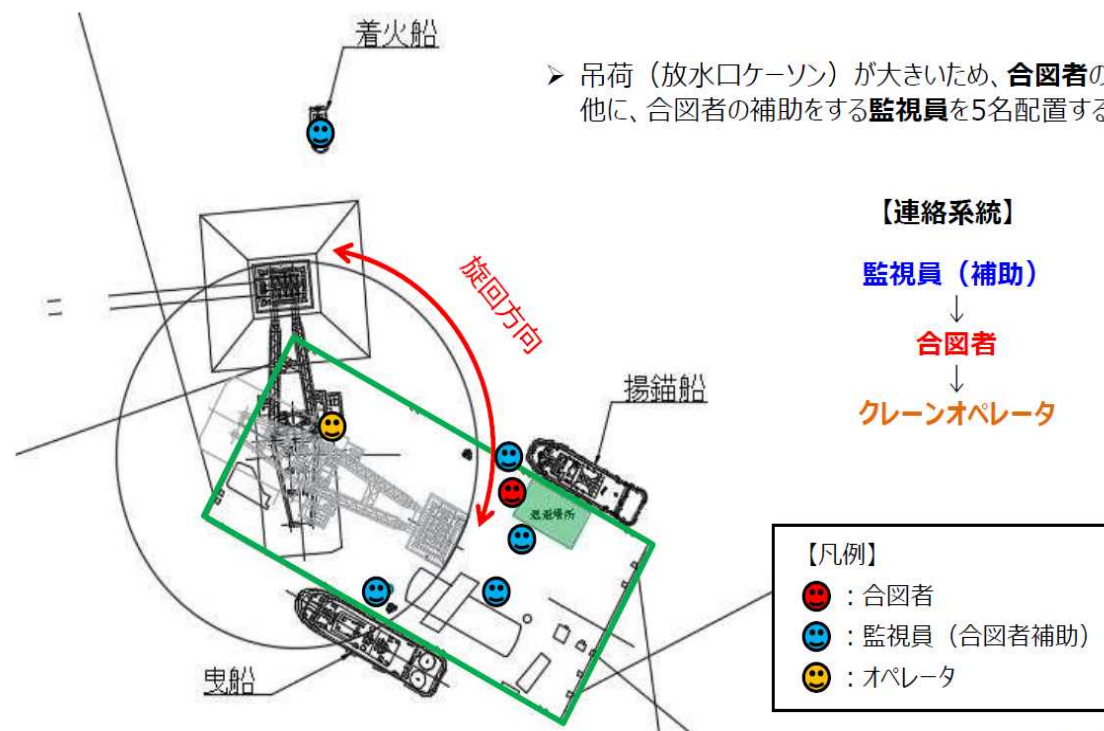 着火船
➢ 吊荷（放水口ケーソン）が大きいため、合図者の
他に、合図者の補助をする監視員を5名配置する
【連絡系統】
監視員（補助）
↓
合図者
↓
クレーンオペレータ
旋回方向
揚錨船
退避場所
曳船
【凡例】
：合図者
：監視員（合図者補助）
：オペレータ